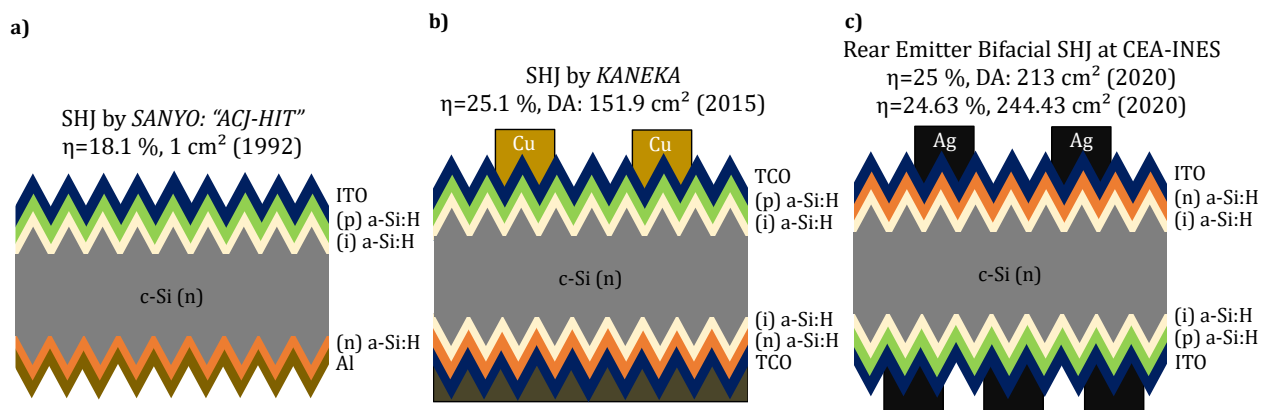 a)
SHJ by SANYO: "ACJ-HIT"
η=18.1 %, 1 cm² (1992)
ITO
(p) a-Si:H
(i) a-Si:H
c-Si (n)
(n) a-Si:H
Al
b)
SHJ by KANEKA
η=25.1 %, DA: 151.9 cm² (2015)
Cu
Cu
TCO
(p) a-Si:H
(i) a-Si:H
c-Si (n)
(i) a-Si:H
(n) a-Si:H
TCO
c)
Rear Emitter Bifacial SHJ at CEA-INES
η=25 %, DA: 213 cm² (2020)
η=24.63 %, 244.43 cm² (2020)
Ag
Ag
ITO
(n) a-Si:H
(i) a-Si:H
c-Si (n)
(i) a-Si:H
(p) a-Si:H
ITO